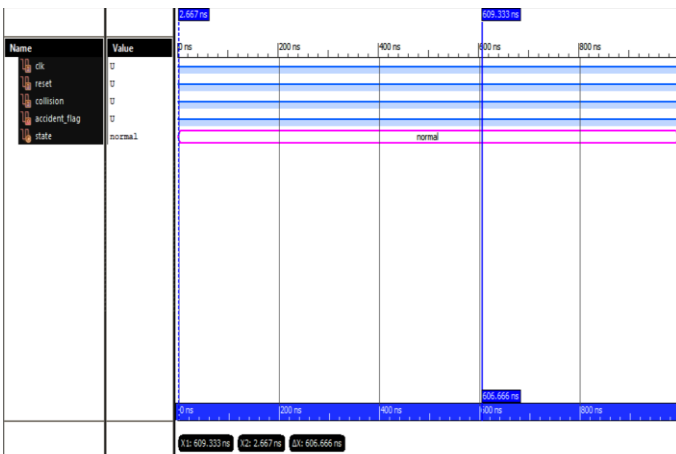 2.667 ns 609.333 ns
Name Value 0 ns 200 ns 400 ns 600 ns 800 ns
clk U
reset U
collision U
accident_flag U
state normal normal
606.666 ns
0 ns 200 ns 400 ns 600 ns 800 ns
X1: 609.333 ns X2: 2.667 ns ΔX: 606.666 ns